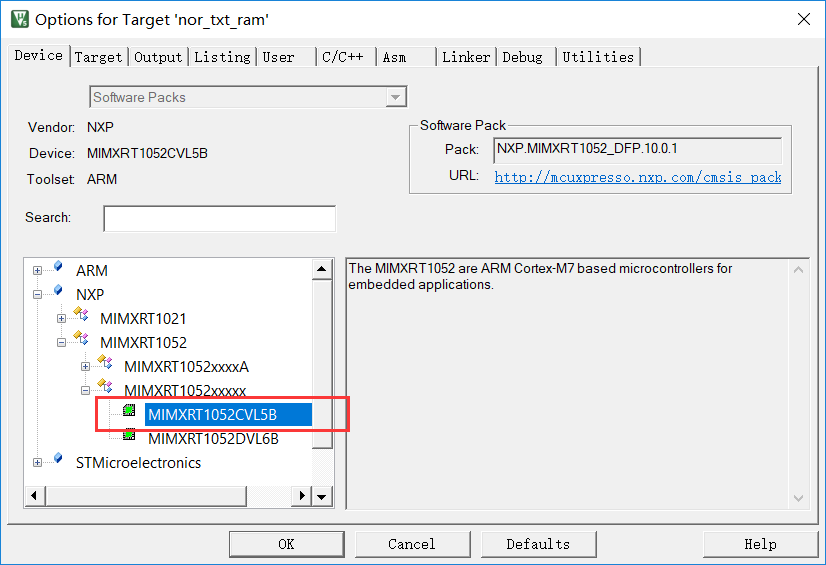 Options for Target 'nor_txt_ram'
Device Target Output Listing User C/C++ Asm Linker Debug Utilities
Software Packs
Vendor: NXP
Device: MIMXRT1052CVL5B
Toolset: ARM
Search:
Software Pack
Pack: NXP.MIMXRT1052_DFP.10.0.1
URL: http://mcuxpresso.nxp.com/cmsis_pack
ARM
NXP
MIMXRT1021
MIMXRT1052
MIMXRT1052xxxxA
MIMXRT1052xxxxx
MIMXRT1052CVL5B
MIMXRT1052DVL6B
STMicroelectronics
The MIMXRT1052 are ARM Cortex-M7 based microcontrollers for
embedded applications.
OK Cancel Defaults Help